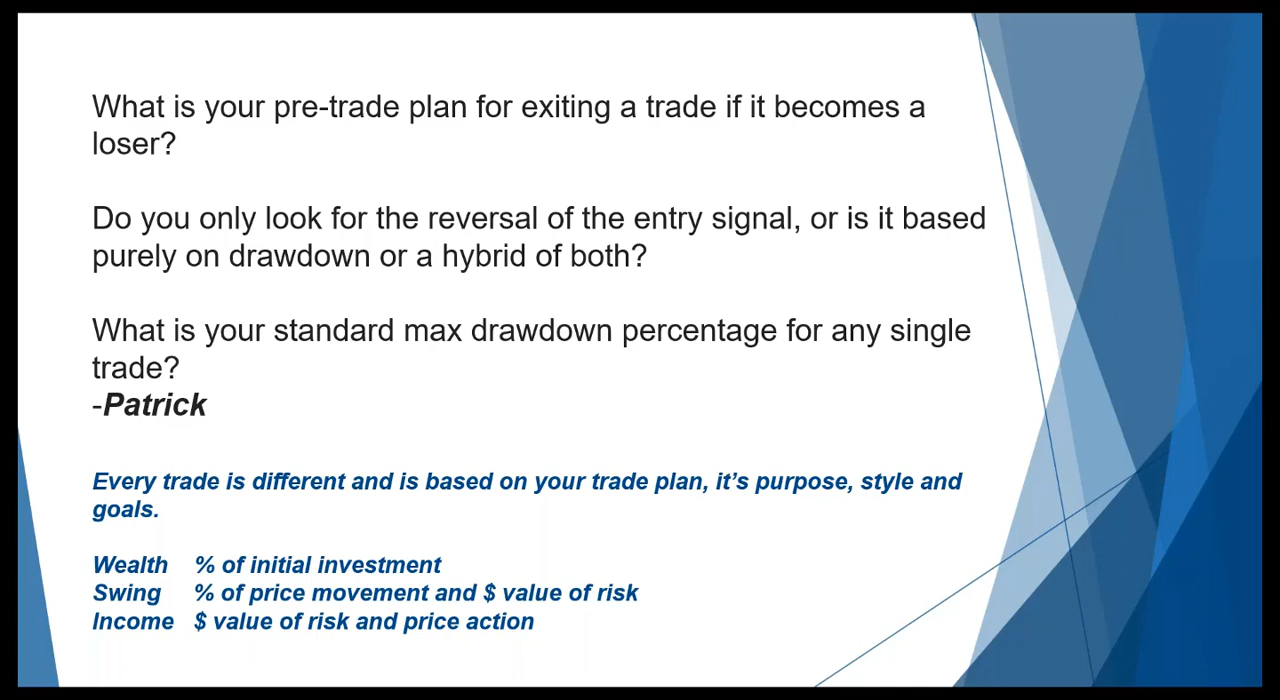 What is your pre-trade plan for exiting a trade if it becomes a
loser?
Do you only look for the reversal of the entry signal, or is it based
purely on drawdown or a hybrid of both?
What is your standard max drawdown percentage for any single
trade?
-Patrick
Every trade is different and is based on your trade plan, it’s purpose, style and
goals.
Wealth % of initial investment
Swing % of price movement and $ value of risk
Income $ value of risk and price action